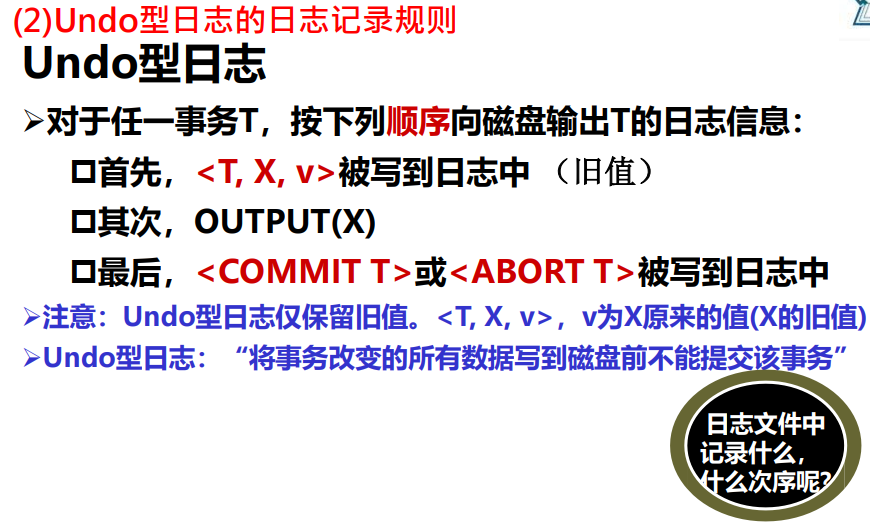 (2)Undo型日志的日志记录规则
Undo型日志
➢对于任一事务T，按下列顺序向磁盘输出T的日志信息：
❑首先，<T, X, v>被写到日志中（旧值）
❑其次，OUTPUT(X)
❑最后，<COMMIT T>或<ABORT T>被写到日志中
➢注意：Undo型日志仅保留旧值。<T, X, v>，v为X原来的值(X的旧值)
➢Undo型日志：“将事务改变的所有数据写到磁盘前不能提交该事务”
日志文件中
记录什么，
什么次序呢?